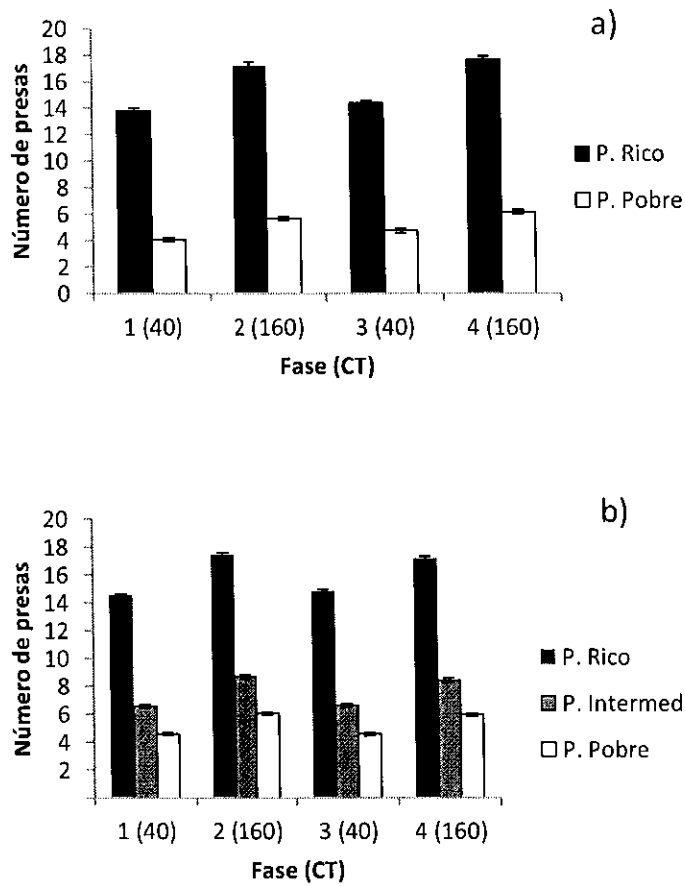 a)
Número de presas
20
18
16
14
12
10
8
6
4
2
0
1 (40) 2 (160) 3 (40) 4 (160)
Fase (CT)
P. Rico
P. Pobre
b)
Número de presas
20
18
16
14
12
10
8
6
4
2
1 (40) 2 (160) 3 (40) 4 (160)
Fase (CT)
P. Rico
P. Intermed
P. Pobre